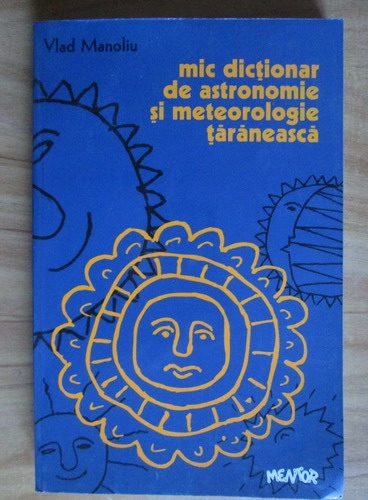 Vlad Manoliu
mic dicționar
de astronomie
și meteorologie
țărănească
MENTOR